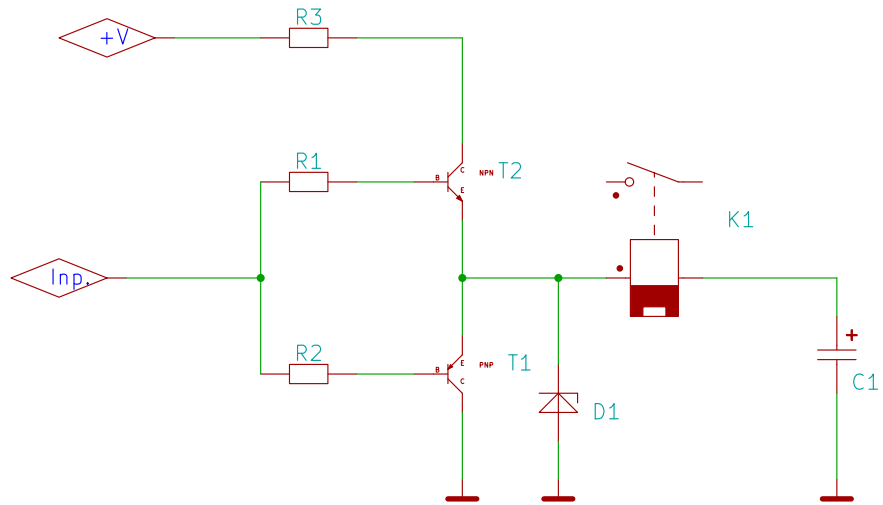 R3
+V
R1
B
C
E
NPN
T2
K1
Inp.
R2
B
E
C
PNP
T1
+
C1
D1